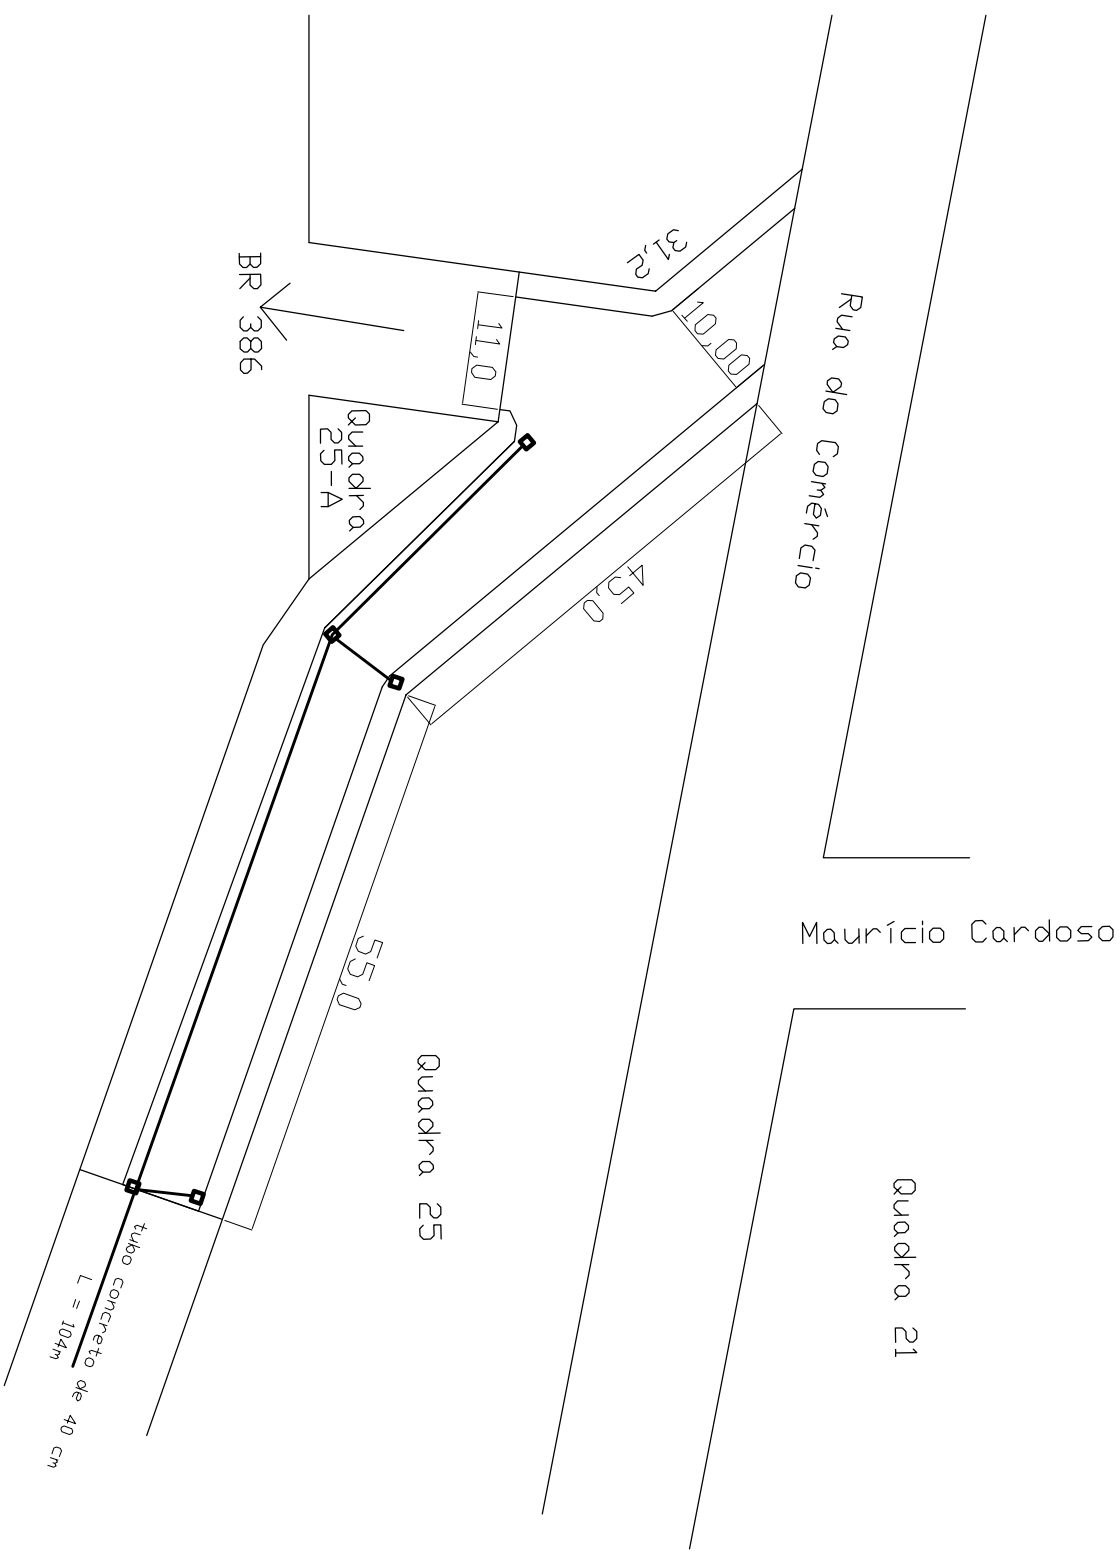 Rua do Comércio
31,2
10,00
BR 386
11,0
Quadra
25-A
45,0
Maurício Cardoso
55,0
Quadra 25
Quadra 21
tubo concreto de 40 cm
L = 104m